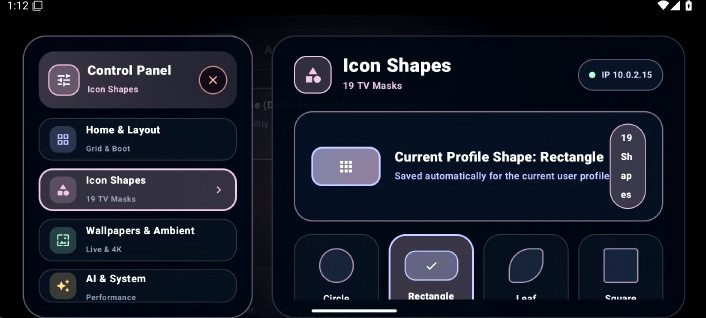 1:12
Control Panel
Icon Shapes
Home & Layout
Grid & Boot
Icon Shapes
19 TV Masks
Wallpapers & Ambient
Live & 4K
AI & System
Performance
Icon Shapes
19 TV Masks
IP 10.0.2.15
Current Profile Shape: Rectangle
Saved automatically for the current user profile
19
Sh
ap
es
Circle
Rectangle
Leaf
Square